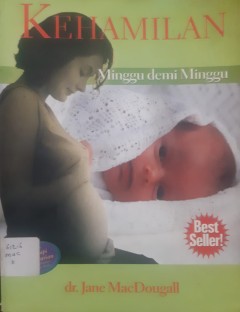 KEHAMILAN
Minggu demi Minggu
Best
Seller!
dr. Jane MacDougall